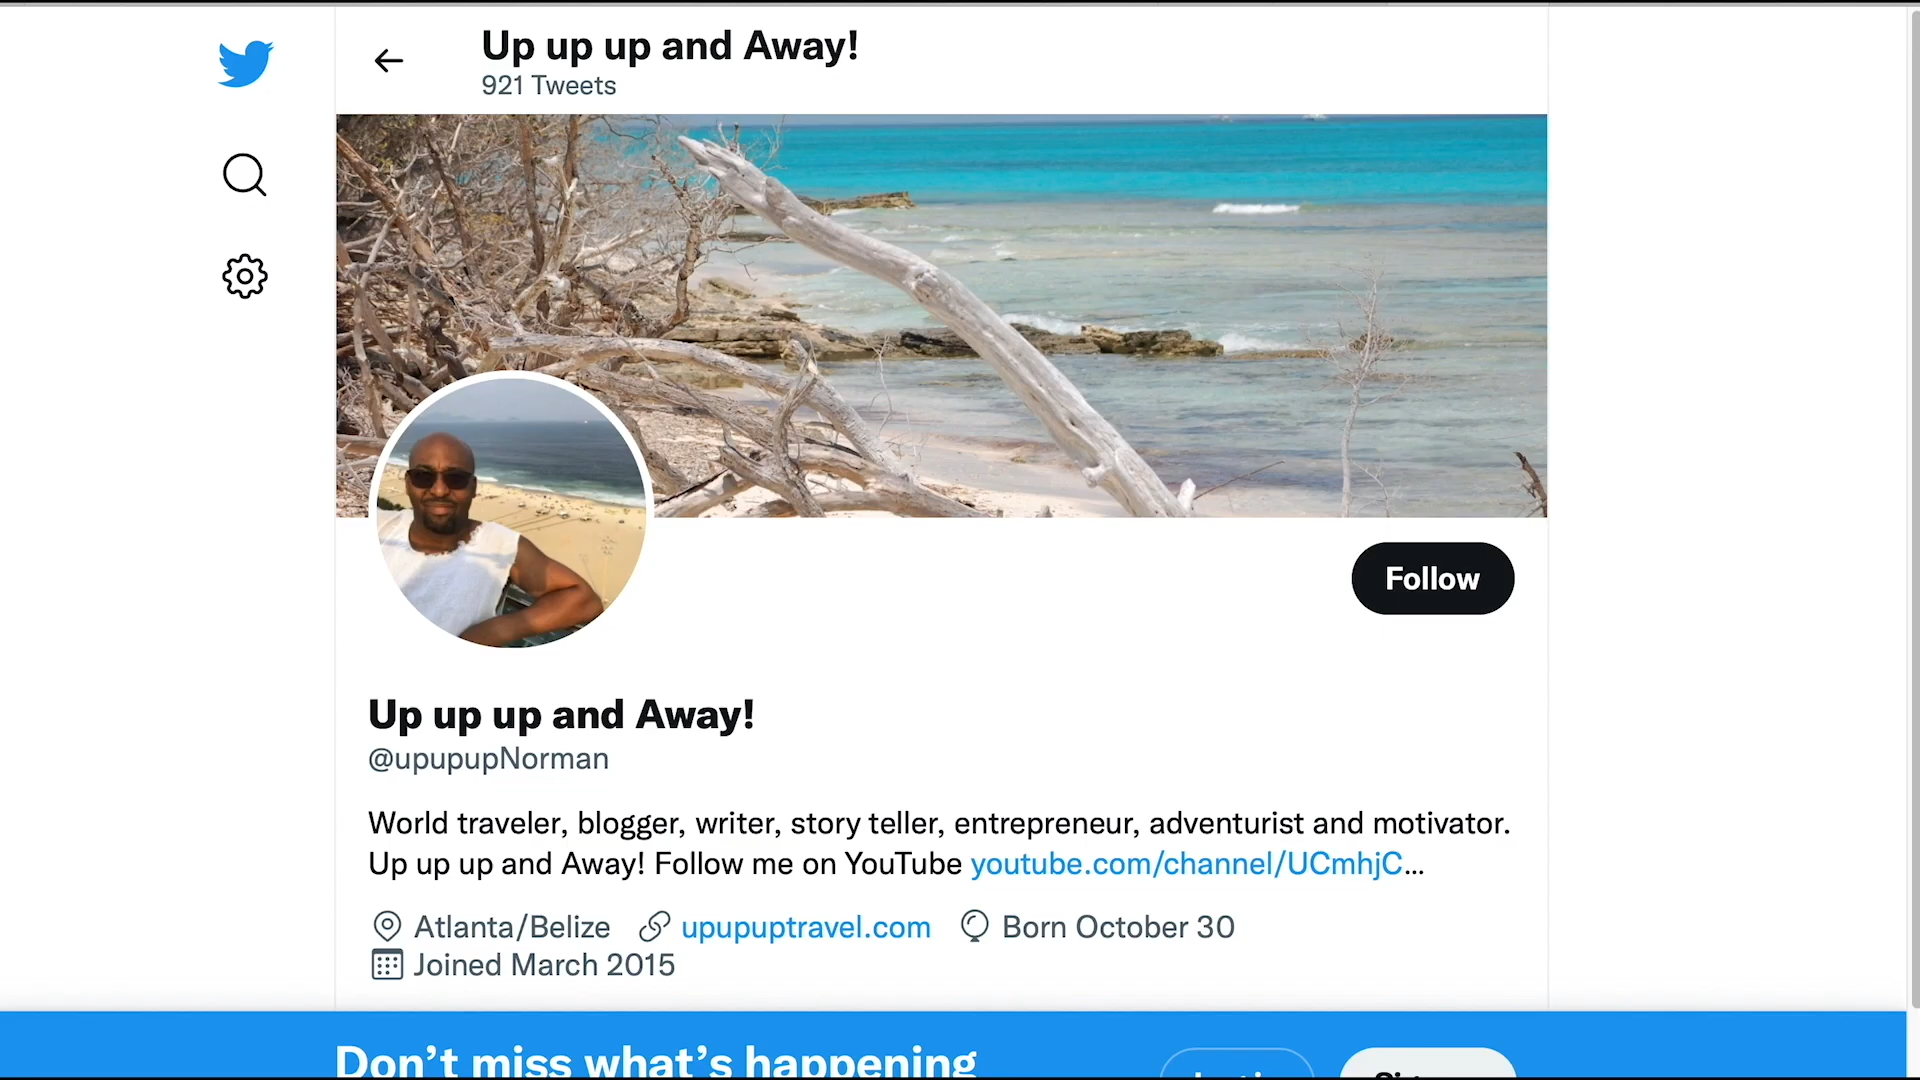 Up up up and Away!
921 Tweets
Follow
Up up up and Away!
@upupupNorman
World traveler, blogger, writer, story teller, entrepreneur, adventurist and motivator.
Up up up and Away! Follow me on YouTube youtube.com/channel/UCmhjC…
Atlanta/Belize upupuptravel.com Born October 30
Joined March 2015
Don’t miss what’s happening